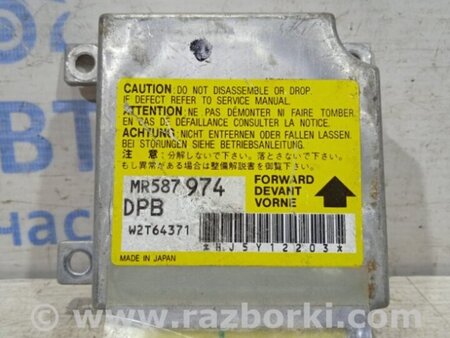 CAUTION: DO NOT DISASSEMBLE OR DROP.
IF DEFECT REFER TO SERVICE MANUAL.
ATTENTION: NE PAS DÉMONTER NI FAIRE TOMBER.
EN CAS DE DÉFAILLANCE CONSULTER LA NOTICE.
ACHTUNG: NICHT ENTFERNEN ODER FALLEN LASSEN.
BEI STÖRUNGEN SIEHE BETRIEBSANLEITUNG.
注意:分解しないで下さい。落とさないで下さい。
もし異常がある場合は整備解説書を御覧下さい。
MR587 974
DPB
W2T64371
FORWARD
DEVANT
VORNE
*HJ5Y12203*
MADE IN JAPAN
© www.razborki.com